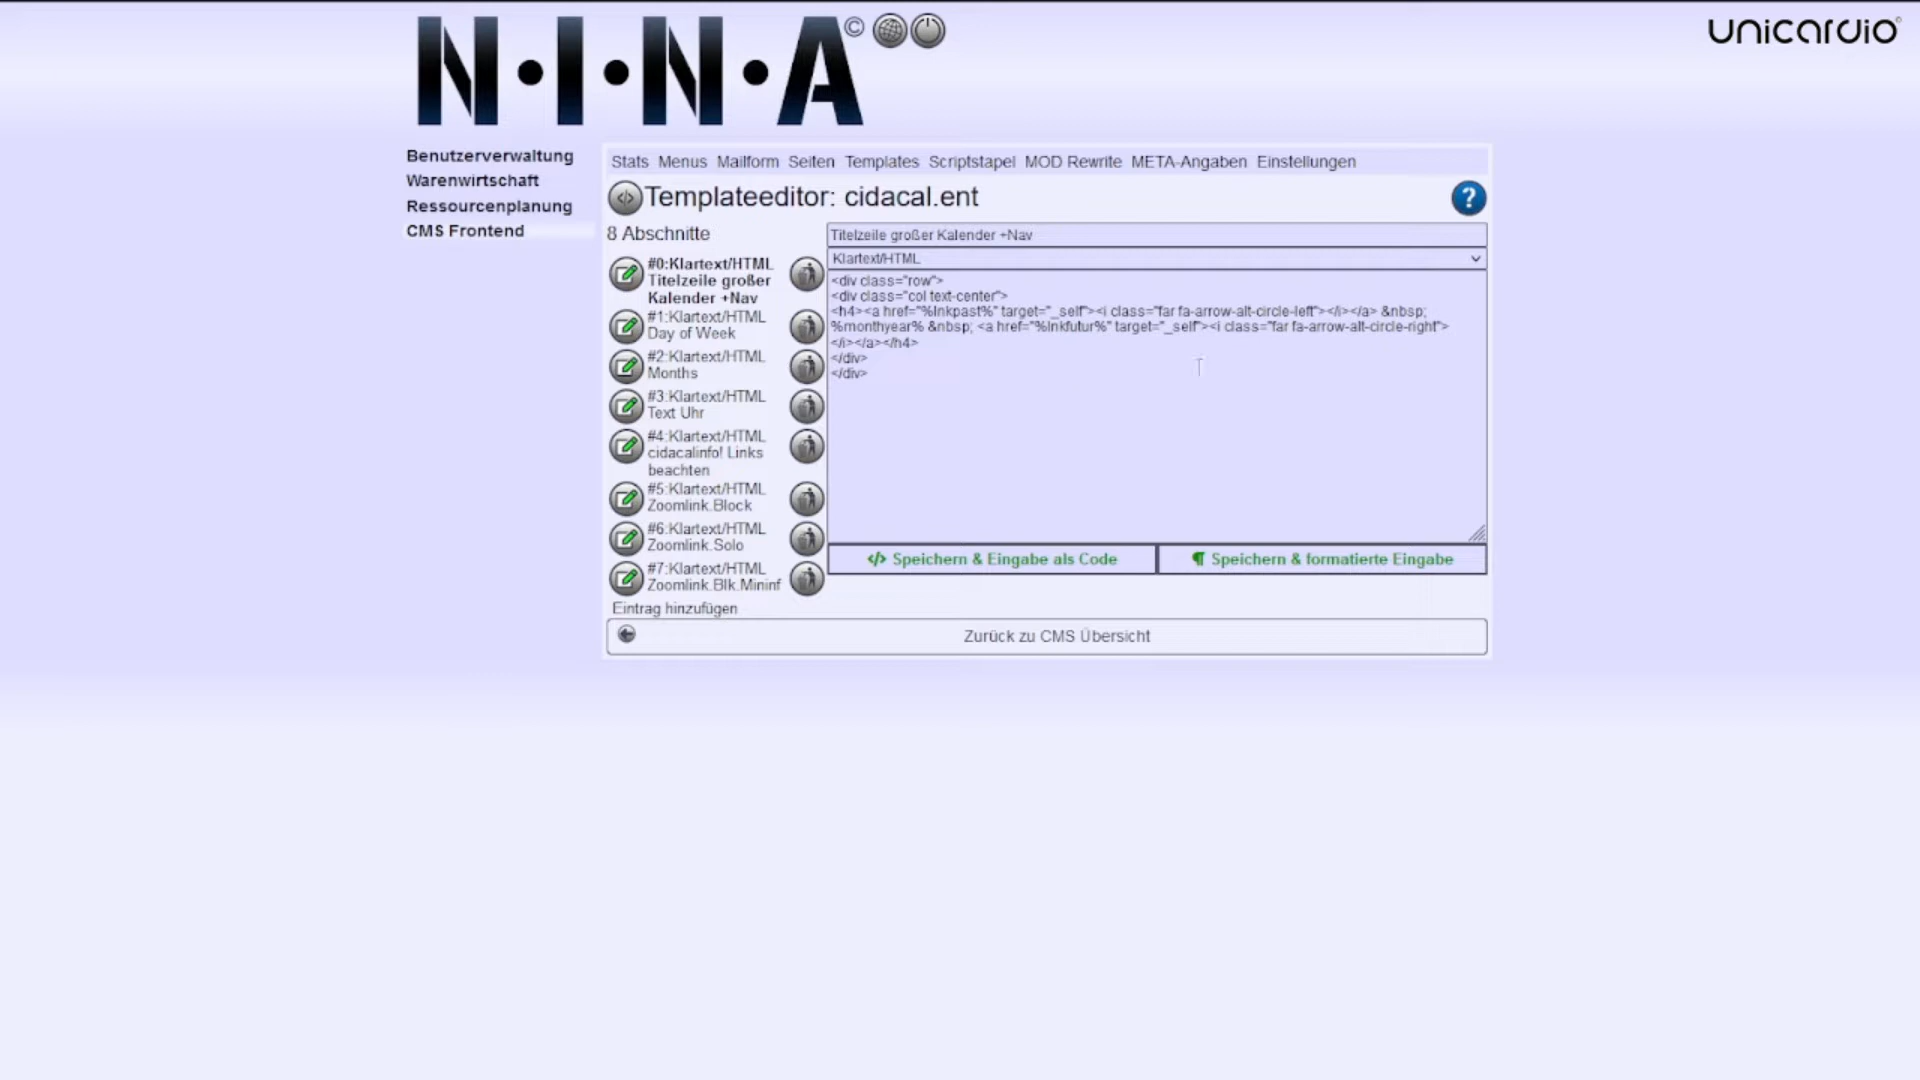 N·I·N·A©
unicardio
Benutzerverwaltung
Warenwirtschaft
Ressourcenplanung
CMS Frontend
Stats Menus Mailform Seiten Templates Scriptstapel MOD Rewrite META-Angaben Einstellungen
Templateeditor: cidacal.ent
?
8 Abschnitte
#0:Klartext/HTML
Titelzeile großer
Kalender +Nav
#1:Klartext/HTML
Day of Week
#2:Klartext/HTML
Months
#3:Klartext/HTML
Text Uhr
#4:Klartext/HTML
cidacalinfo! Links
beachten
#5:Klartext/HTML
Zoomlink.Block
#6:Klartext/HTML
Zoomlink.Solo
#7:Klartext/HTML
Zoomlink.Blk.Mininf
Eintrag hinzufügen
Titelzeile großer Kalender +Nav
Klartext/HTML
<div class="row">
<div class="col text-center">
<h4><a href="%lnkpast%" target="_self"><i class="far fa-arrow-alt-circle-left"></i></a> &nbsp;
%monthyear% &nbsp; <a href="%lnkfutur%" target="_self"><i class="far fa-arrow-alt-circle-right">
</i></a></h4>
</div>
</div>
</> Speichern & Eingabe als Code
¶ Speichern & formatierte Eingabe
Zurück zu CMS Übersicht